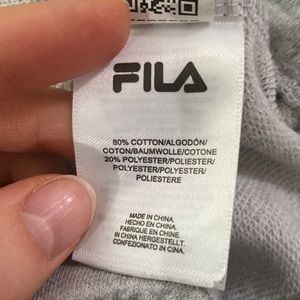 FILA
80% COTTON/ALGODÓN/
COTON/BAUMWOLLE/COTONE
20% POLYESTER/POLIESTER/
POLYESTER/POLYESTER/
POLIESTERE
MADE IN CHINA.
HECHO EN CHINA.
FABRIQUE EN CHINE.
IN CHINA HERGESTELLT.
CONFEZIONATO IN CINA.